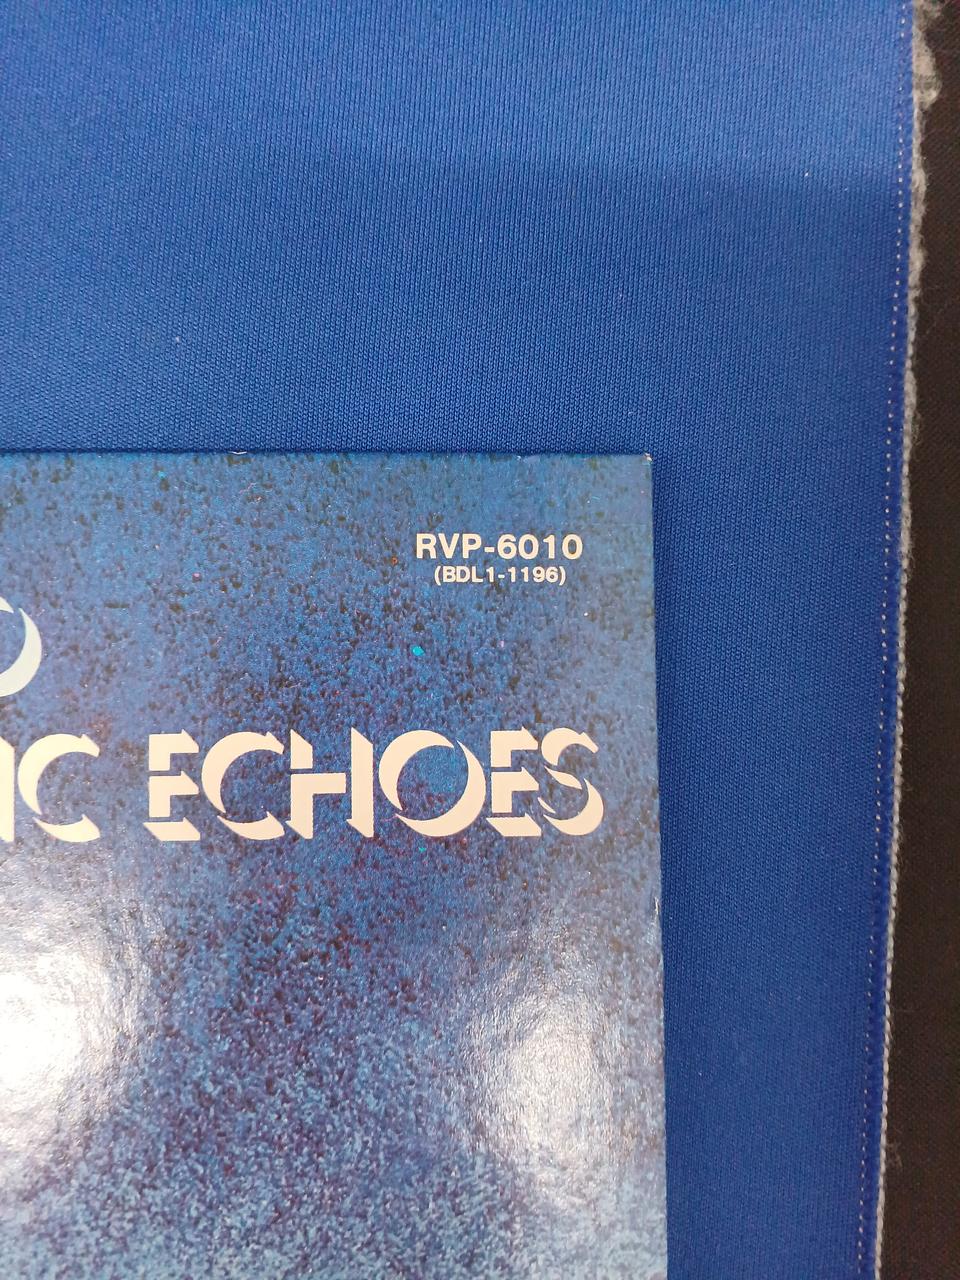 RVP-6010
(BDL1-1196)
IC ECHOES